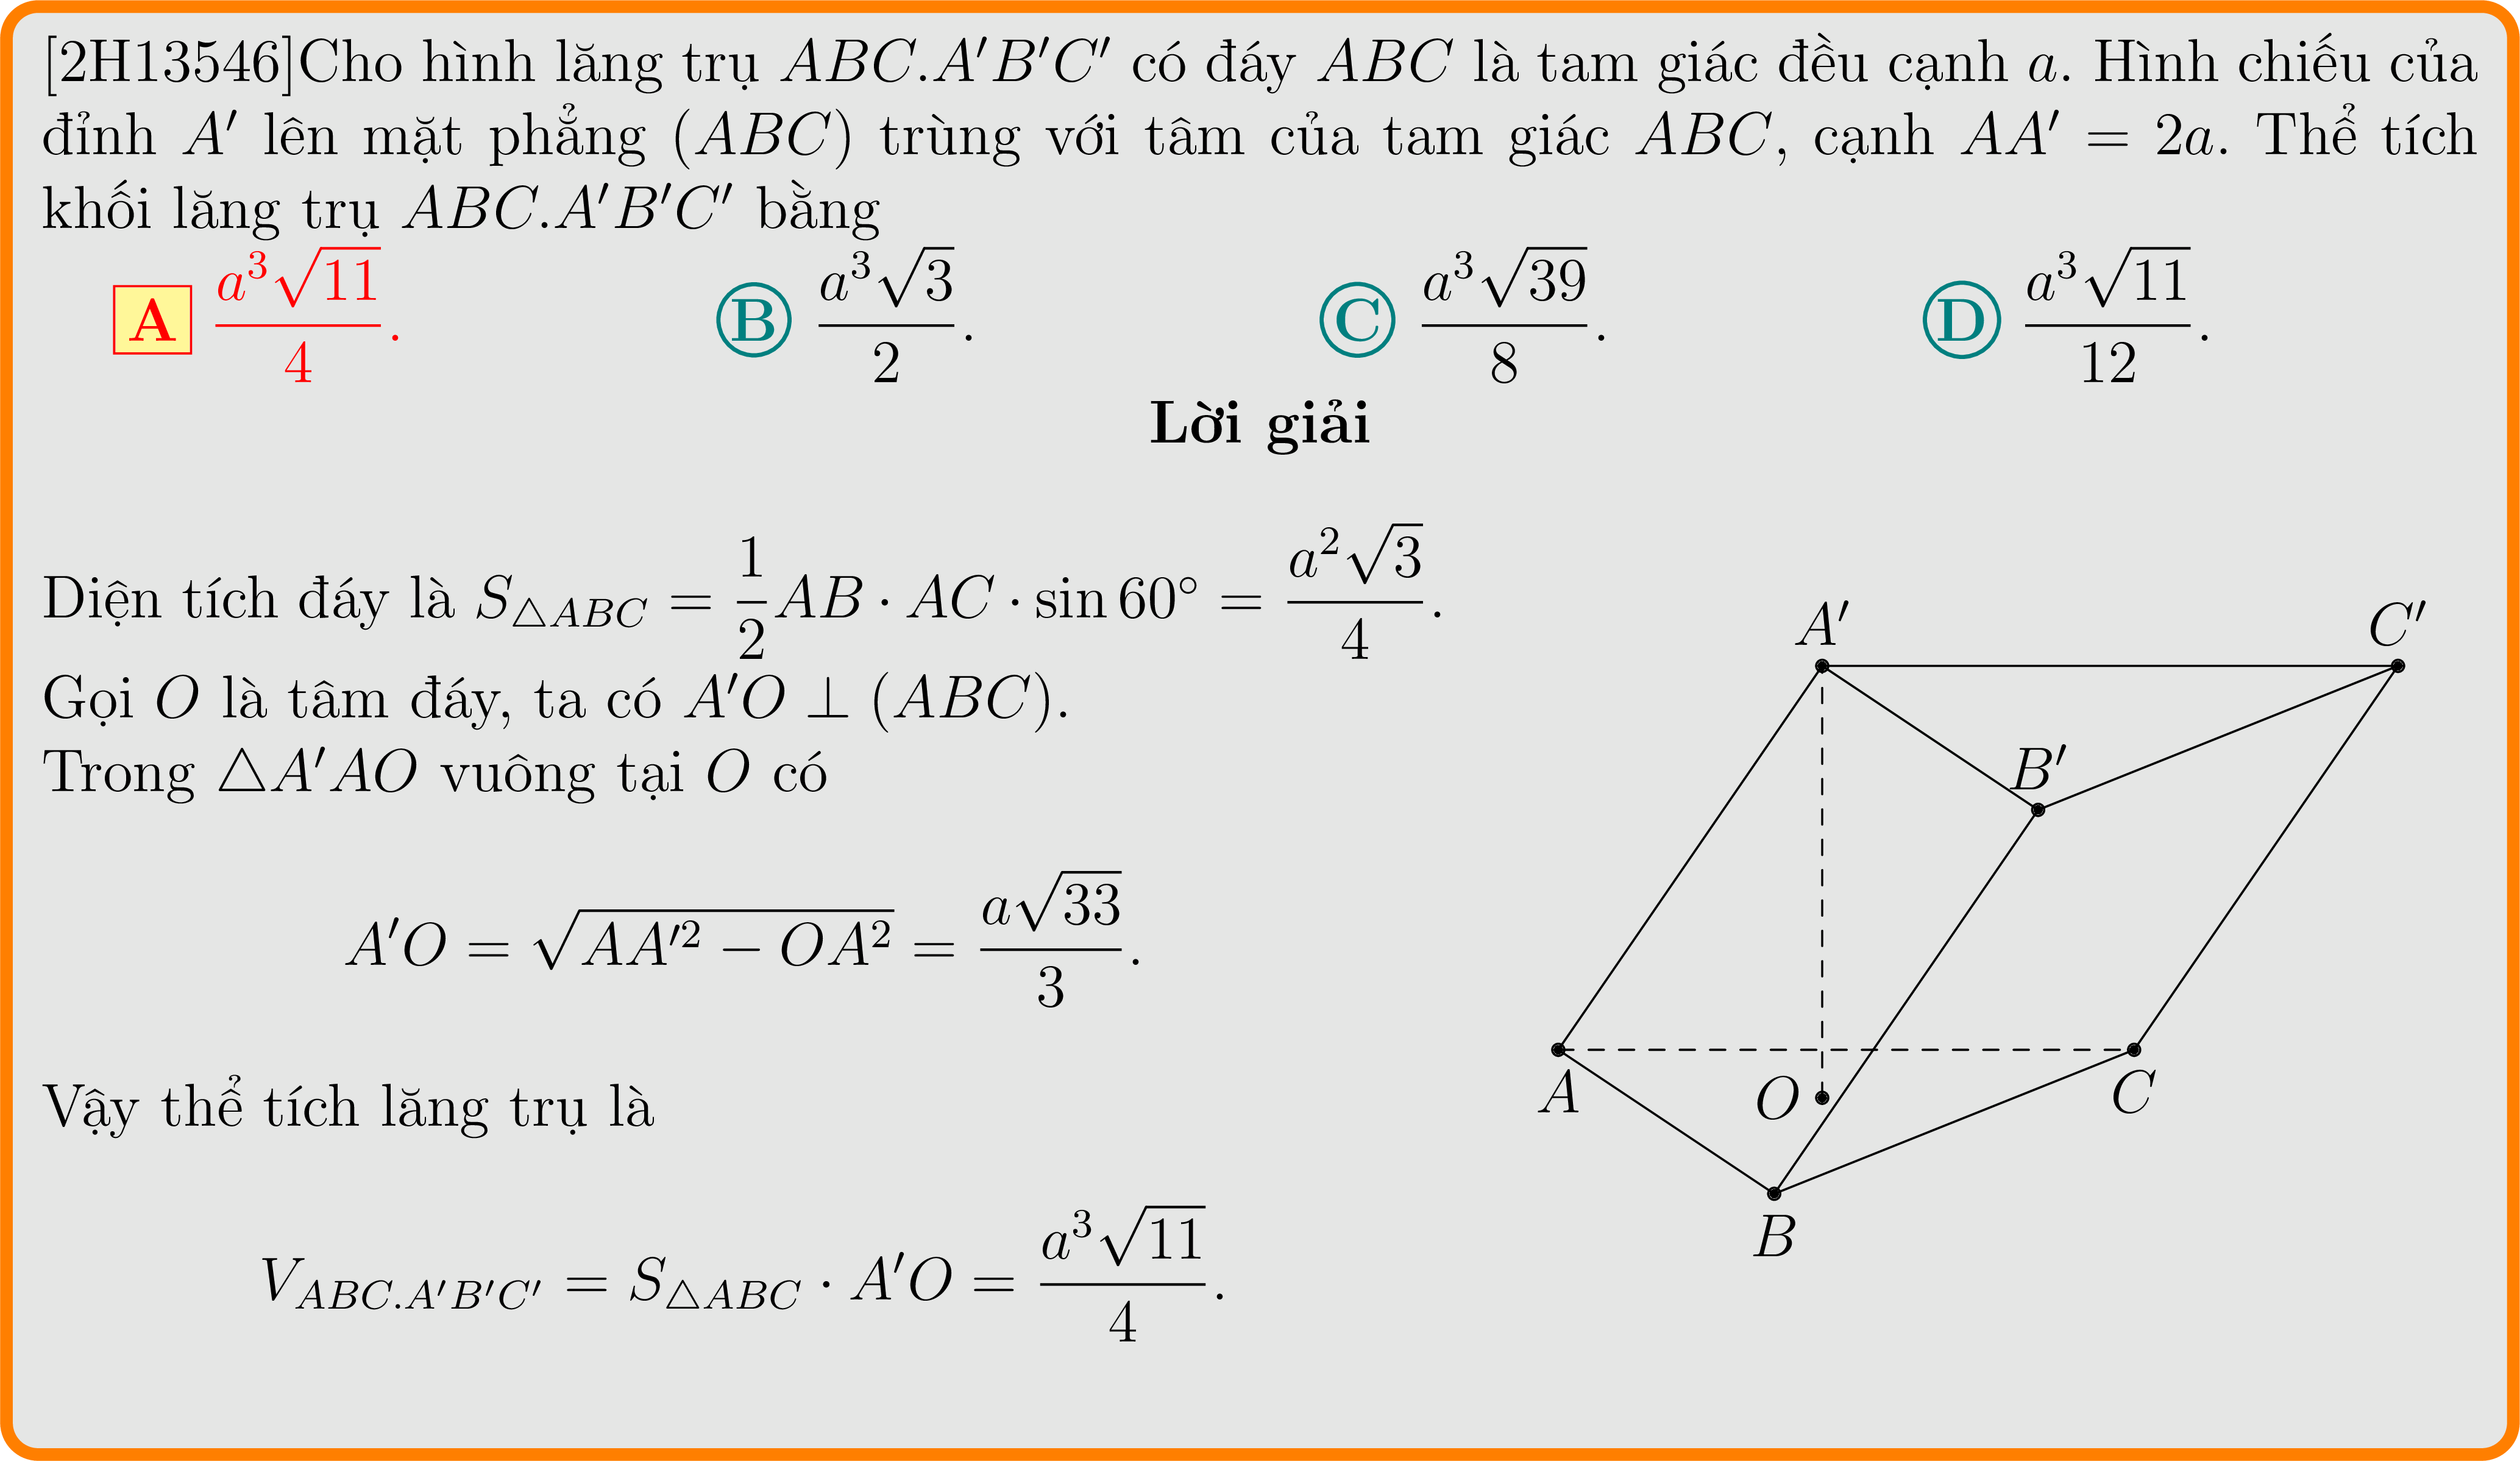 [2H13546]Cho hình lăng trụ ABC.A′B′C′ có đáy ABC là tam giác đều cạnh a. Hình chiếu của
đỉnh A′ lên mặt phẳng (ABC) trùng với tâm của tam giác ABC, cạnh AA′ = 2a. Thể tích
khối lăng trụ ABC.A′B′C′ bằng
A $\frac{a^3\sqrt{11}}{4}$. B $\frac{a^3\sqrt{3}}{2}$. C $\frac{a^3\sqrt{39}}{8}$. D $\frac{a^3\sqrt{11}}{12}$.
Lời giải
Diện tích đáy là $S_{\triangle ABC} = \frac{1}{2}AB \cdot AC \cdot \sin 60^\circ = \frac{a^2\sqrt{3}}{4}$.
Gọi O là tâm đáy, ta có A′O ⊥ (ABC).
Trong △A′AO vuông tại O có
$A'O = \sqrt{AA'^2 - OA^2} = \frac{a\sqrt{33}}{3}$.
Vậy thể tích lăng trụ là
$V_{ABC.A'B'C'} = S_{\triangle ABC} \cdot A'O = \frac{a^3\sqrt{11}}{4}$.
A′ C′
B′
A O C
B